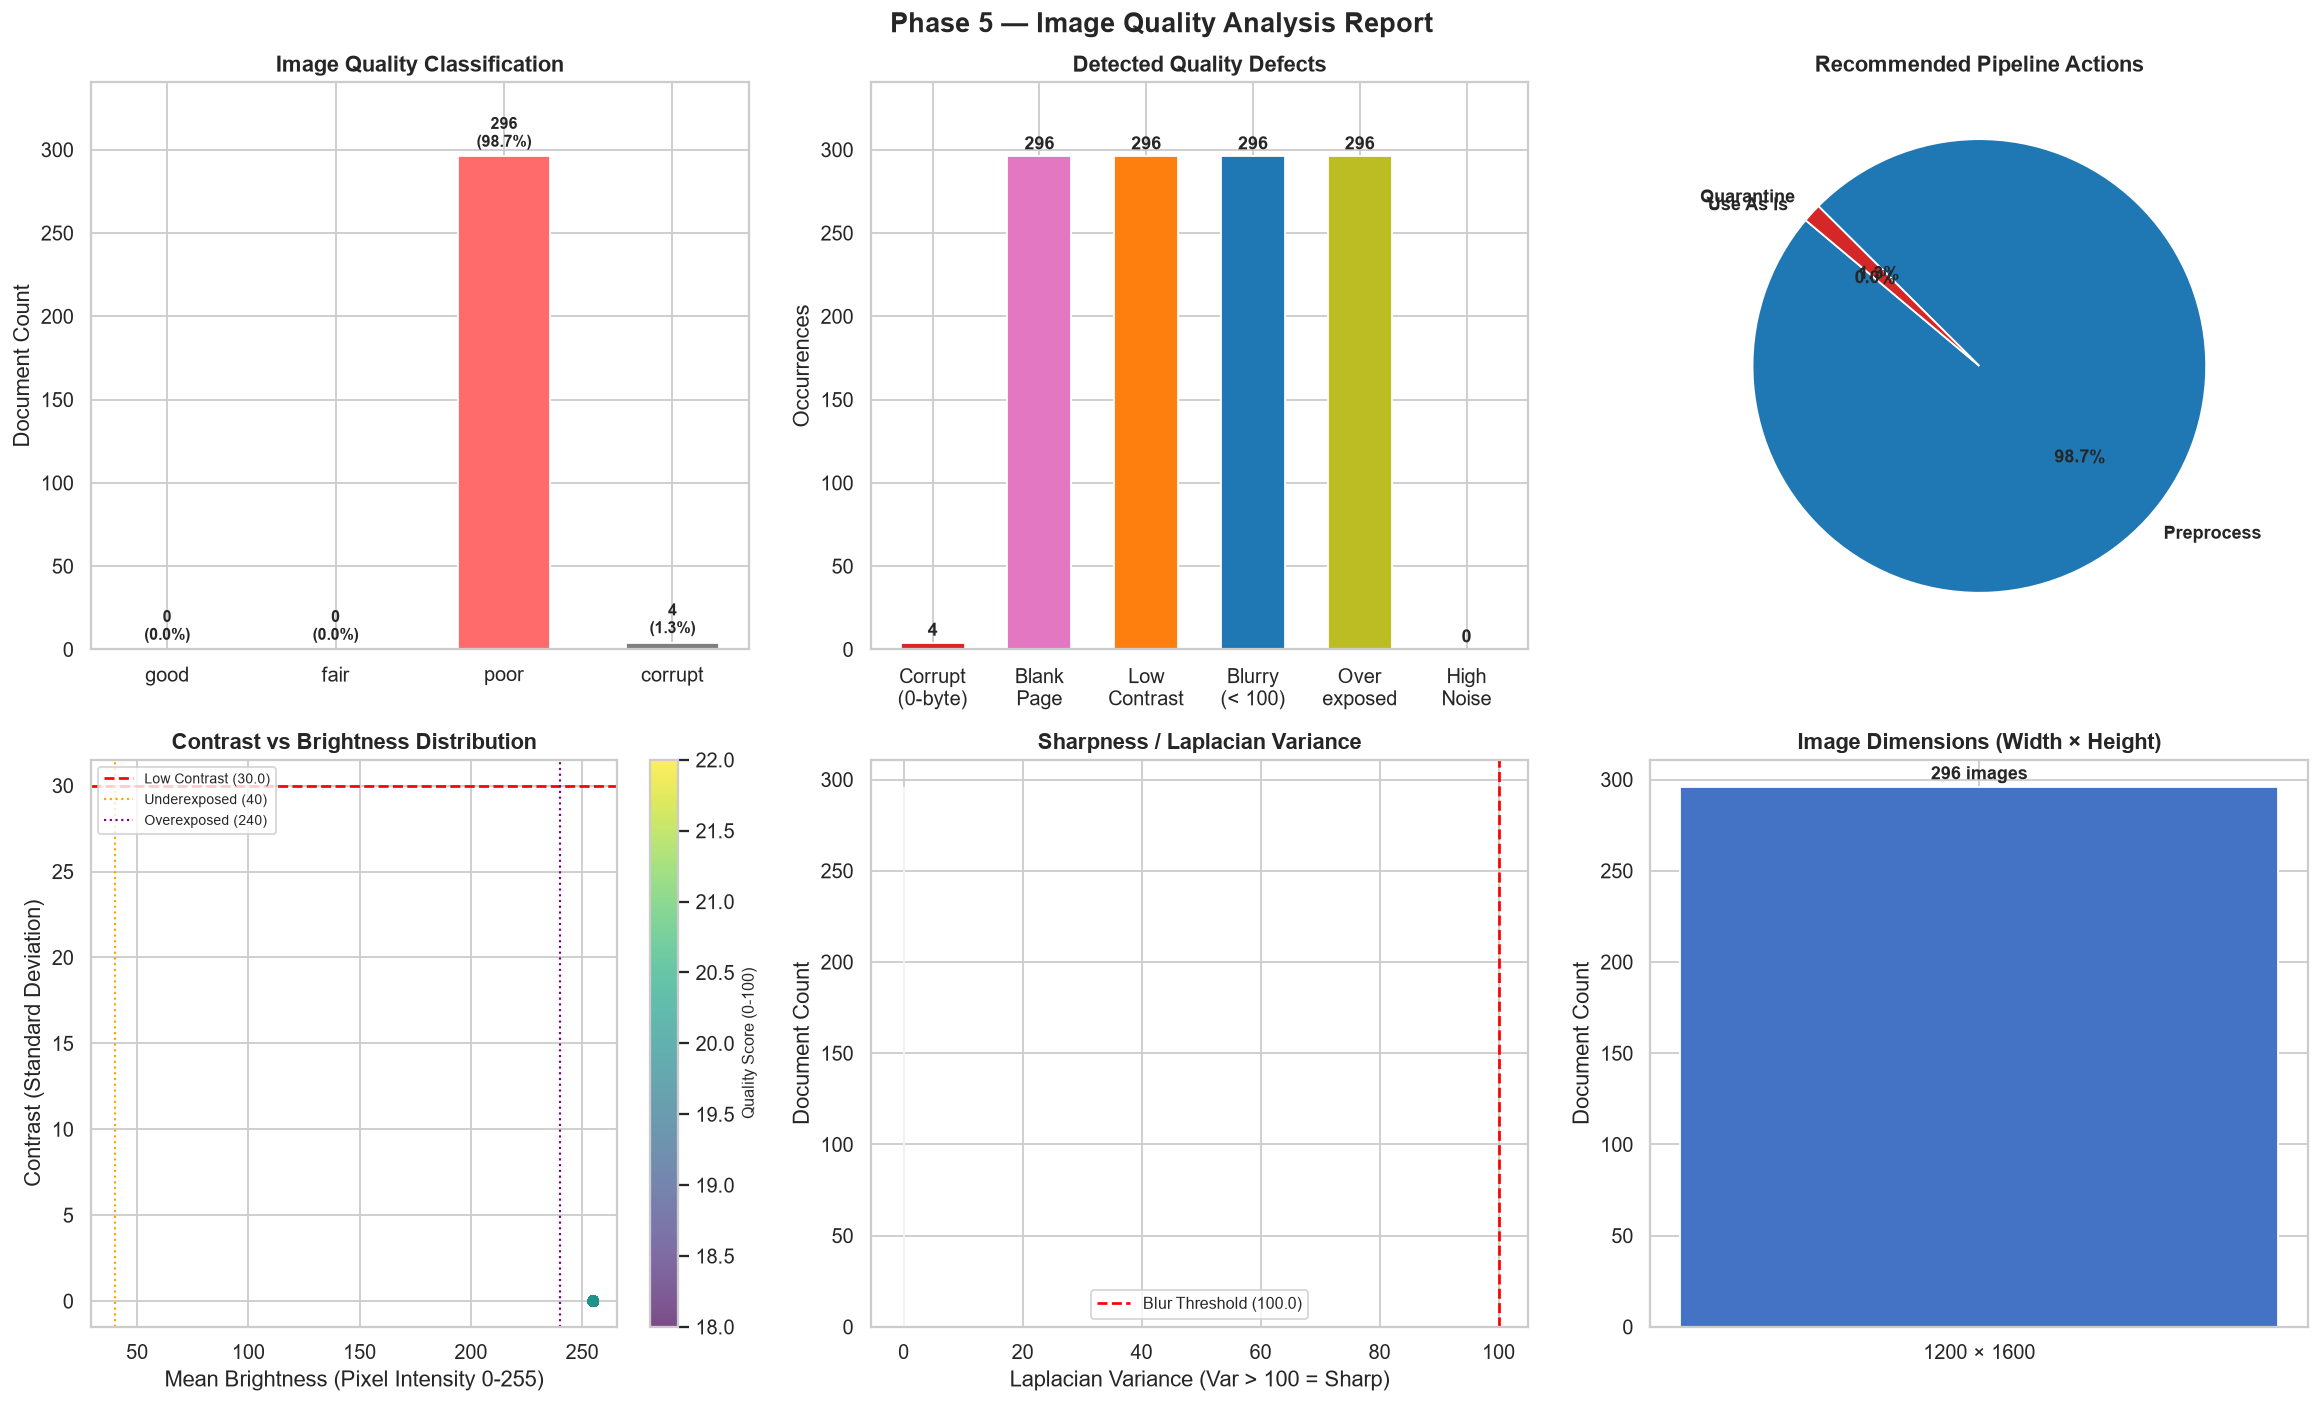 Phase 5 — Image Quality Analysis Report
Image Quality Classification
Document Count
300
250
200
150
100
50
0
0
(0.0%)
0
(0.0%)
296
(98.7%)
4
(1.3%)
good
fair
poor
corrupt
Detected Quality Defects
Occurrences
300
250
200
150
100
50
0
4
296
296
296
296
0
Corrupt
(0-byte)
Blank
Page
Low
Contrast
Blurry
(< 100)
Over
exposed
High
Noise
Recommended Pipeline Actions
Quarantine
Use As Is
1.3%
0.0%
98.7%
Preprocess
Contrast vs Brightness Distribution
Contrast (Standard Deviation)
30
25
20
15
10
5
0
Low Contrast (30.0)
Underexposed (40)
Overexposed (240)
50
100
150
200
250
Mean Brightness (Pixel Intensity 0-255)
22.0
21.5
21.0
20.5
20.0
19.5
19.0
18.5
18.0
Quality Score (0-100)
Sharpness / Laplacian Variance
Document Count
300
250
200
150
100
50
0
Blur Threshold (100.0)
0
20
40
60
80
100
Laplacian Variance (Var > 100 = Sharp)
Image Dimensions (Width × Height)
Document Count
300
250
200
150
100
50
0
296 images
1200 × 1600